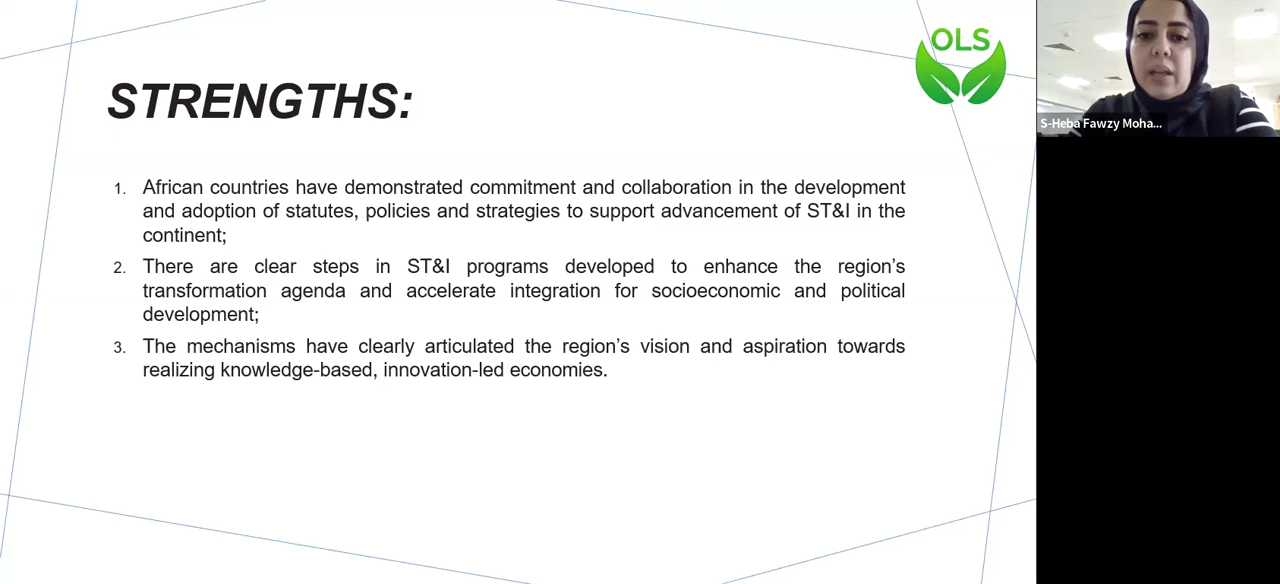 OLS
STRENGTHS:
1. African countries have demonstrated commitment and collaboration in the development
and adoption of statutes, policies and strategies to support advancement of ST&I in the
continent;
2. There are clear steps in ST&I programs developed to enhance the region’s
transformation agenda and accelerate integration for socioeconomic and political
development;
3. The mechanisms have clearly articulated the region’s vision and aspiration towards
realizing knowledge-based, innovation-led economies.
S-Heba Fawzy Moha...